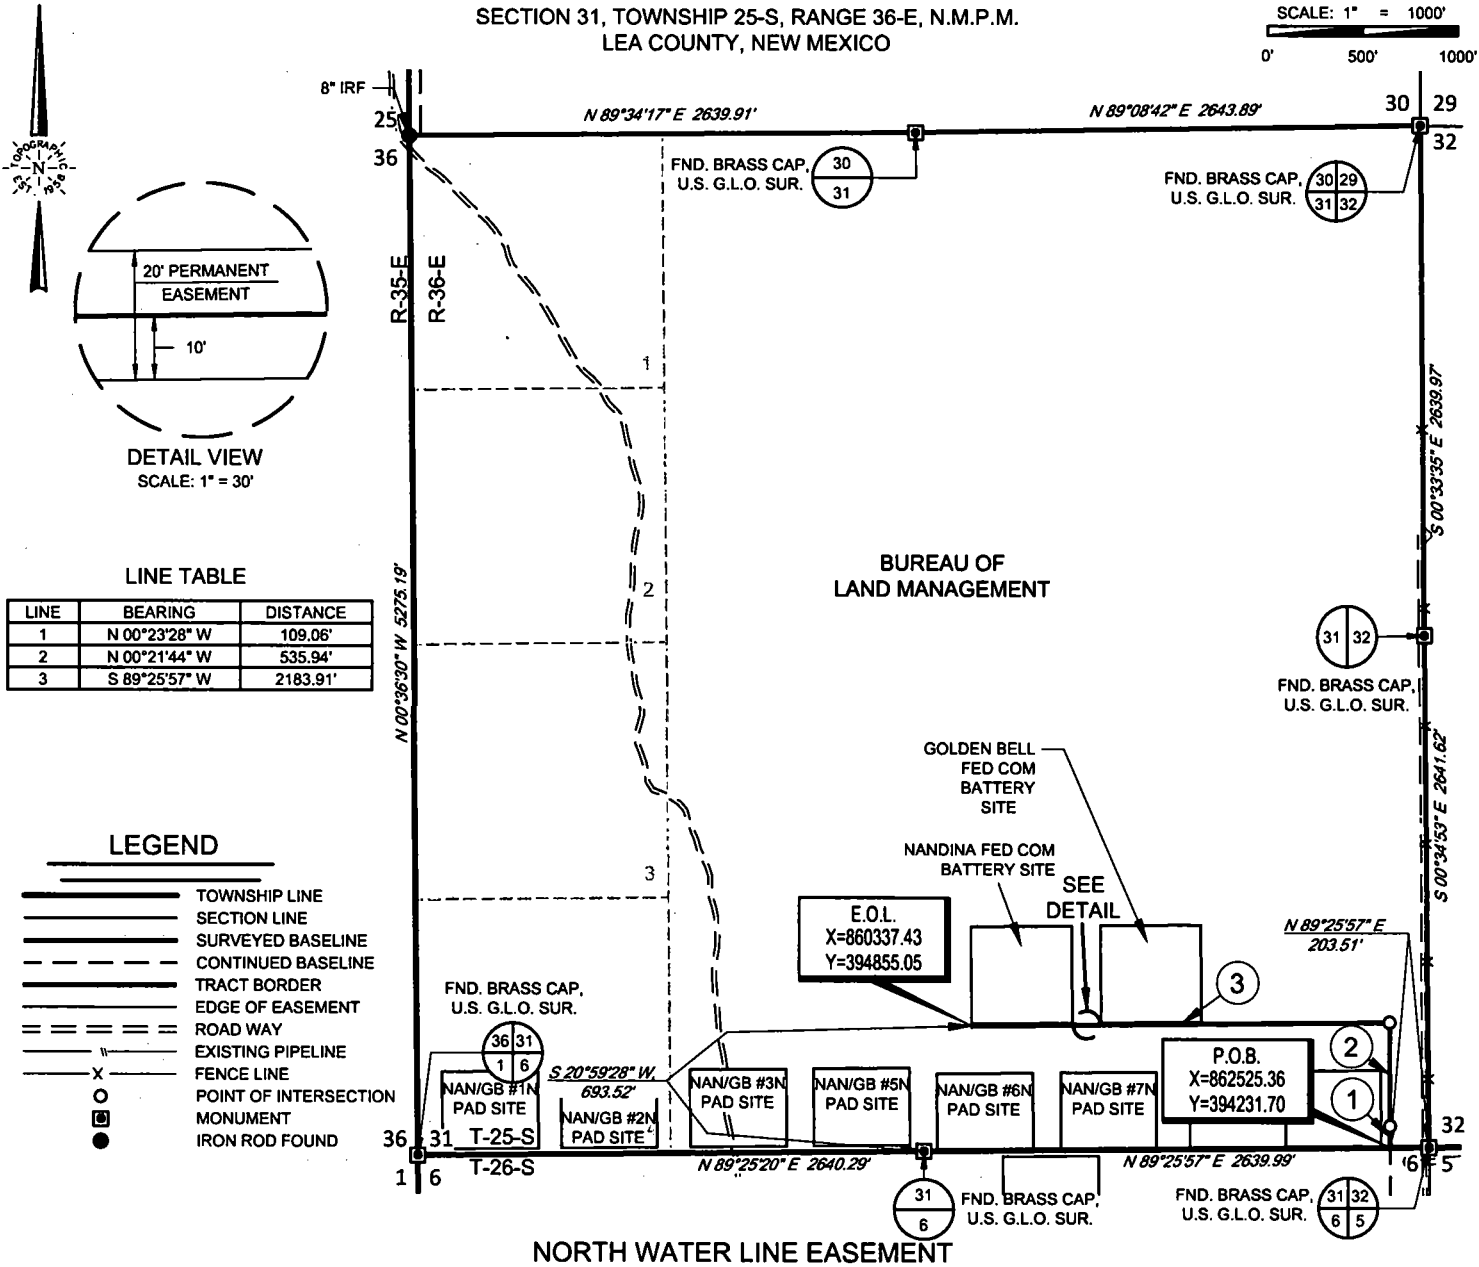 SECTION 31, TOWNSHIP 25-S, RANGE 36-E, N.M.P.M.
LEA COUNTY, NEW MEXICO
SCALE: 1" = 1000'
0' 500' 1000'
TOPOGRAPHIC
N
EST. 1958
8" IRF
25
36
N 89°34'17" E 2639.91'
N 89°08'42" E 2643.89'
30 29
32
FND. BRASS CAP,
U.S. G.L.O. SUR.
30
31
FND. BRASS CAP,
U.S. G.L.O. SUR.
30 29
31 32
20' PERMANENT
EASEMENT
10'
DETAIL VIEW
SCALE: 1" = 30'
R-35-E
R-36-E
1
S 00°33'35" E 2639.97'
LINE TABLE
LINE BEARING DISTANCE
1 N 00°23'28" W 109.06'
2 N 00°21'44" W 535.94'
3 S 89°25'57" W 2183.91'
N 00°36'30" W 5275.19'
2
BUREAU OF
LAND MANAGEMENT
31 32
FND. BRASS CAP,
U.S. G.L.O. SUR.
S 00°34'53" E 2641.62'
GOLDEN BELL
FED COM
BATTERY
SITE
NANDINA FED COM
BATTERY SITE
SEE
DETAIL
3
LEGEND
TOWNSHIP LINE
SECTION LINE
SURVEYED BASELINE
CONTINUED BASELINE
TRACT BORDER
EDGE OF EASEMENT
ROAD WAY
EXISTING PIPELINE
FENCE LINE
POINT OF INTERSECTION
MONUMENT
IRON ROD FOUND
E.O.L.
X=860337.43
Y=394855.05
N 89°25'57" E
203.51'
3
2
1
P.O.B.
X=862525.36
Y=394231.70
FND. BRASS CAP,
U.S. G.L.O. SUR.
36 31
1 6
S 20°59'28" W
693.52'
NAN/GB #1N
PAD SITE
NAN/GB #2N
PAD SITE
NAN/GB #3N
PAD SITE
NAN/GB #5N
PAD SITE
NAN/GB #6N
PAD SITE
NAN/GB #7N
PAD SITE
36 31
T-25-S
T-26-S
1 6
N 89°25'20" E 2640.29'
N 89°25'57" E 2639.99'
32
6 5
31
6
FND. BRASS CAP,
U.S. G.L.O. SUR.
FND. BRASS CAP,
U.S. G.L.O. SUR.
31 32
6 5
NORTH WATER LINE EASEMENT